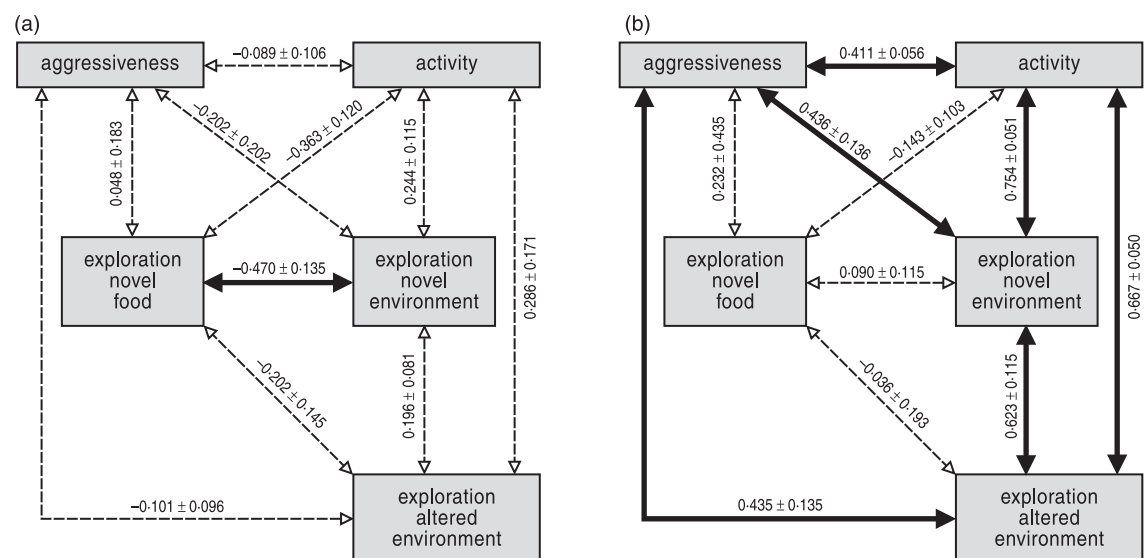 (a)
aggressiveness
−0·089 ± 0·106
activity
0·048 ± 0·183
−0·202 ± 0·202
−0·363 ± 0·120
0·244 ± 0·115
0·286 ± 0·171
exploration
novel
food
−0·470 ± 0·135
exploration
novel
environment
−0·202 ± 0·145
0·196 ± 0·081
−0·101 ± 0·096
exploration
altered
environment
(b)
aggressiveness
0·411 ± 0·056
activity
0·232 ± 0·435
0·436 ± 0·136
−0·143 ± 0·103
0·754 ± 0·051
0·667 ± 0·050
exploration
novel
food
0·090 ± 0·115
exploration
novel
environment
−0·036 ± 0·193
0·623 ± 0·115
0·435 ± 0·135
exploration
altered
environment